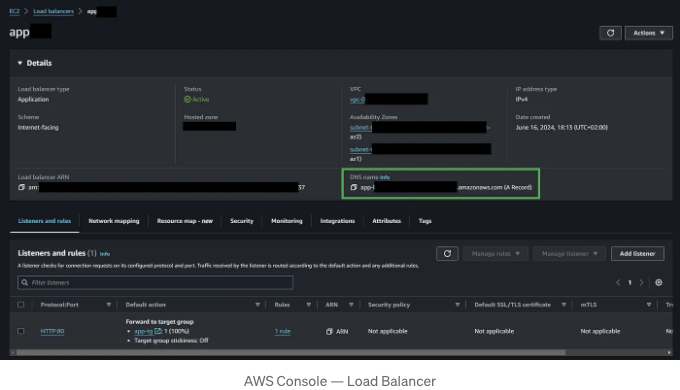 EC2 > Load balancers > app
app
Actions
Details
Load balancer type
Application
Status
Active
VPC
vpc-0
IP address type
IPv4
Scheme
Internet-facing
Hosted zone
Availability Zones
subnet-
az2)
subnet-
az1)
Date created
June 16, 2024, 18:13 (UTC+02:00)
Load balancer ARN
arn:
57
DNS name Info
app-l .amazonaws.com (A Record)
Listeners and rules Network mapping Resource map - new Security Monitoring Integrations Attributes Tags
Listeners and rules (1) Info
Manage rules Manage listener Add listener
A listener checks for connection requests on its configured protocol and port. Traffic received by the listener is routed according to the default action and any additional rules.
Filter listeners
1
Protocol:Port Default action Rules ARN Security policy Default SSL/TLS certificate mTLS Tru
HTTP:80
Forward to target group
• app-tg : 1 (100%)
• Target group stickiness: Off
1 rule
ARN
Not applicable
Not applicable
Not applicable
No
AWS Console — Load Balancer